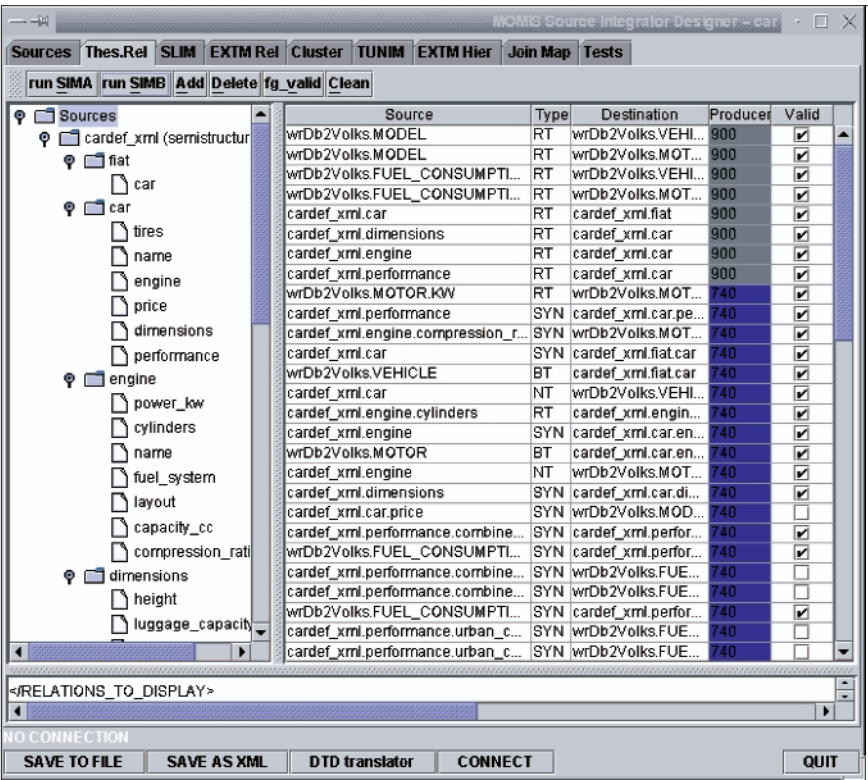 MOMIS Source Integrator Designer – car
Sources Thes.Rel SLIM EXTM Rel Cluster TUNIM EXTM Hier Join Map Tests
run SIMA run SIMB Add Delete fg_valid Clean
Sources
cardef_xml (semistructur
fiat
car
car
tires
name
engine
price
dimensions
performance
engine
power_kw
cylinders
name
fuel_system
layout
capacity_cc
compression_rati
dimensions
height
luggage_capacity
Source Type Destination Producer Valid
wrDb2Volks.MODEL RT wrDb2Volks.VEHI... 900
wrDb2Volks.MODEL RT wrDb2Volks.MOT... 900
wrDb2Volks.FUEL_CONSUMPTI... RT wrDb2Volks.VEHI... 900
wrDb2Volks.FUEL_CONSUMPTI... RT wrDb2Volks.MOT... 900
cardef_xml.car RT cardef_xml.fiat 900
cardef_xml.dimensions RT cardef_xml.car 900
cardef_xml.engine RT cardef_xml.car 900
cardef_xml.performance RT cardef_xml.car 900
wrDb2Volks.MOTOR.KW RT wrDb2Volks.MOT... 740
cardef_xml.performance SYN cardef_xml.car.pe... 740
cardef_xml.engine.compression_r... SYN wrDb2Volks.MOT... 740
cardef_xml.car SYN cardef_xml.fiat.car 740
wrDb2Volks.VEHICLE BT cardef_xml.fiat.car 740
cardef_xml.car NT wrDb2Volks.VEHI... 740
cardef_xml.engine.cylinders RT cardef_xml.engin... 740
cardef_xml.engine SYN cardef_xml.car.en... 740
wrDb2Volks.MOTOR BT cardef_xml.car.en... 740
cardef_xml.engine NT wrDb2Volks.MOT... 740
cardef_xml.dimensions SYN cardef_xml.car.di... 740
cardef_xml.car.price SYN wrDb2Volks.MOD... 740
cardef_xml.performance.combine... SYN cardef_xml.perfor... 740
wrDb2Volks.FUEL_CONSUMPTI... SYN cardef_xml.perfor... 740
cardef_xml.performance.combine... SYN wrDb2Volks.FUE... 740
cardef_xml.performance.combine... SYN wrDb2Volks.FUE... 740
wrDb2Volks.FUEL_CONSUMPTI... SYN cardef_xml.perfor... 740
cardef_xml.performance.urban_c... SYN wrDb2Volks.FUE... 740
cardef_xml.performance.urban_c... SYN wrDb2Volks.FUE... 740
</RELATIONS_TO_DISPLAY>
NO CONNECTION
SAVE TO FILE SAVE AS XML DTD translator CONNECT QUIT